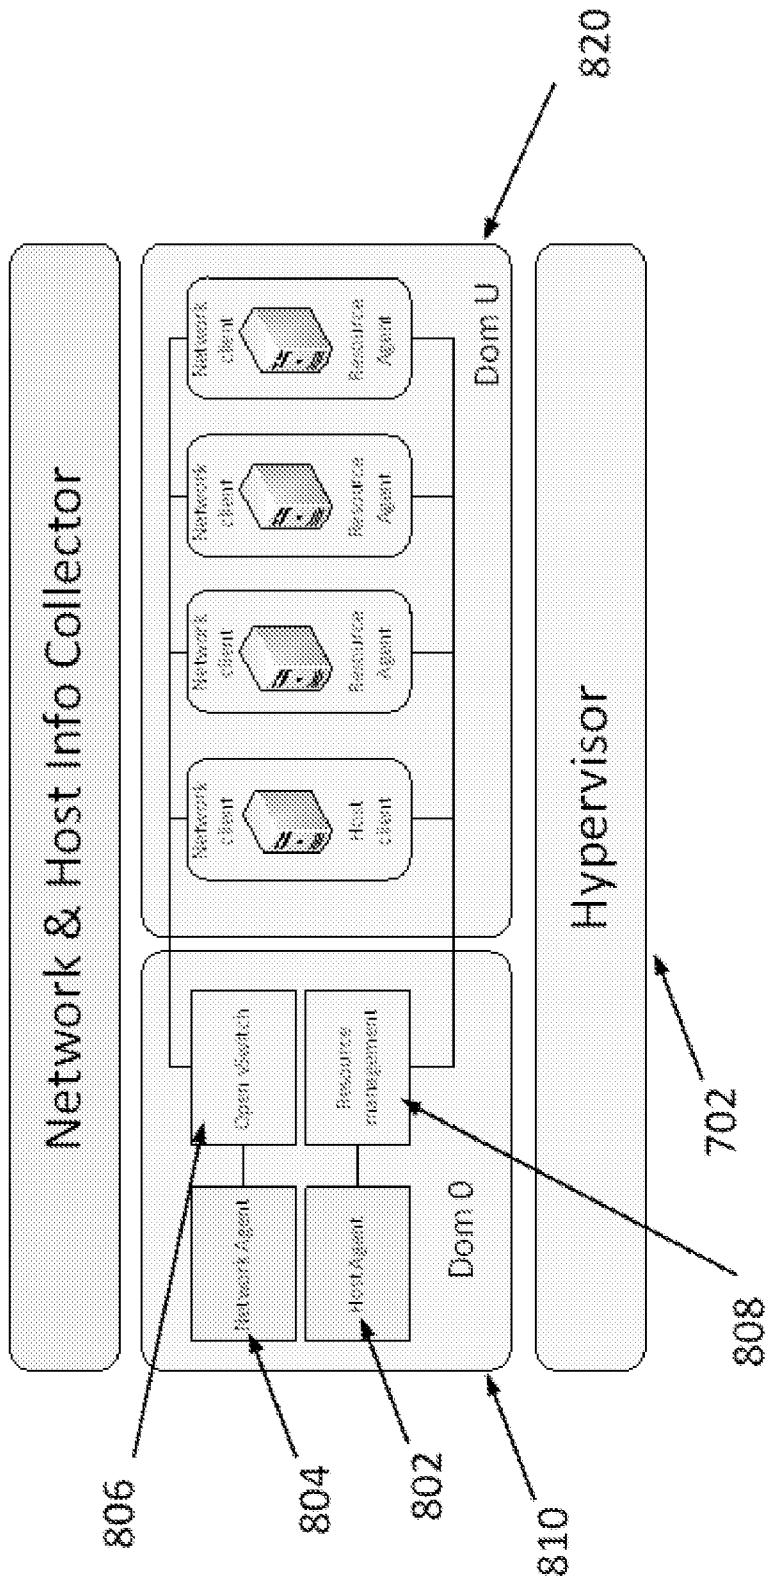 Network & Host Info Collector
806
804
802
810
Network Agent
Open vSwitch
Host Agent
Resource
management
Dom 0
Network
client
Host
client
Network
client
Resource
Agent
Network
client
Resource
Agent
Network
client
Resource
Agent
Dom U
820
Hypervisor
808
702